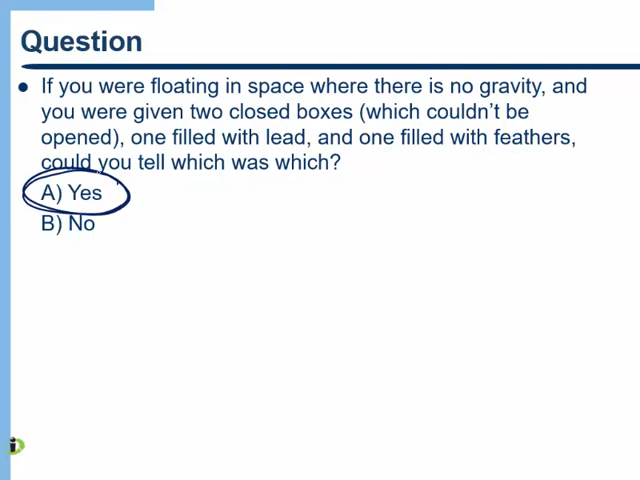 Question
If you were floating in space where there is no gravity, and
you were given two closed boxes (which couldn't be
opened), one filled with lead, and one filled with feathers,
could you tell which was which?
A) Yes
B) No